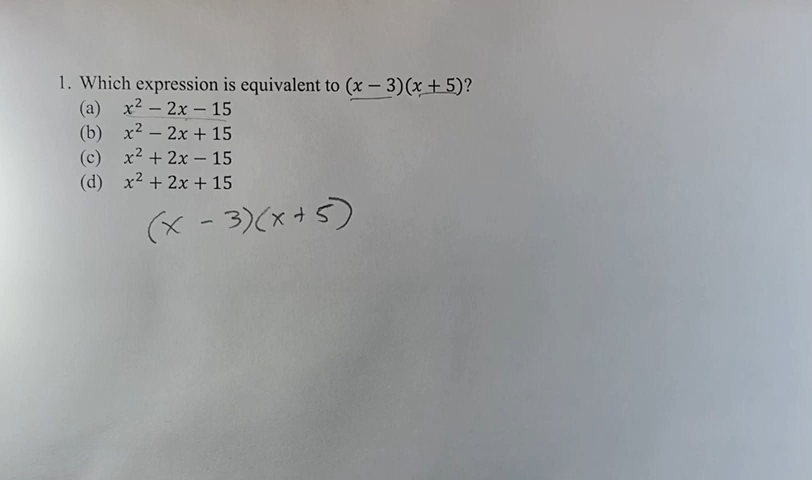 1. Which expression is equivalent to (x − 3)(x + 5)?
(a) x² − 2x − 15
(b) x² − 2x + 15
(c) x² + 2x − 15
(d) x² + 2x + 15
(x - 3)(x + 5)